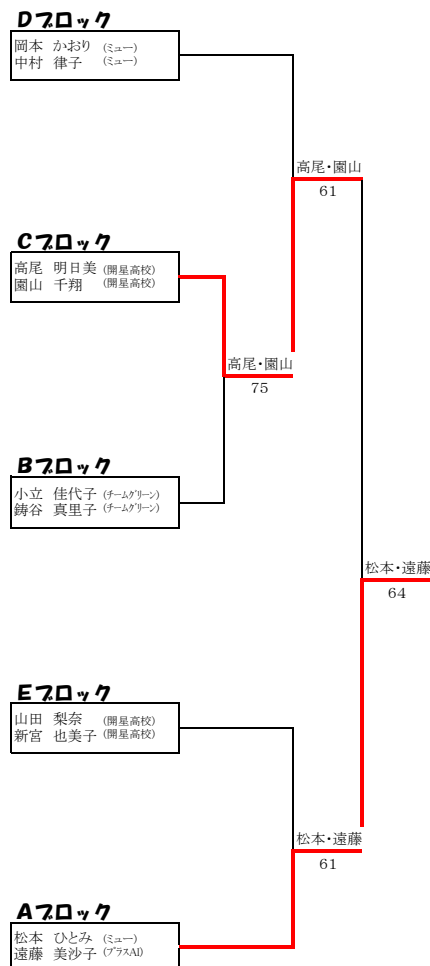 Dブロック
岡本 かおり (ミュー)
中村 律子 (ミュー)
高尾・園山
61
Cブロック
高尾 明日美 (開星高校)
園山 千翔 (開星高校)
高尾・園山
75
Bブロック
小立 佳代子 (チームグリーン)
鋳谷 真里子 (チームグリーン)
松本・遠藤
64
Eブロック
山田 梨奈 (開星高校)
新宮 也美子 (開星高校)
松本・遠藤
61
Aブロック
松本 ひとみ (ミュー)
遠藤 美沙子 (プラスAI)